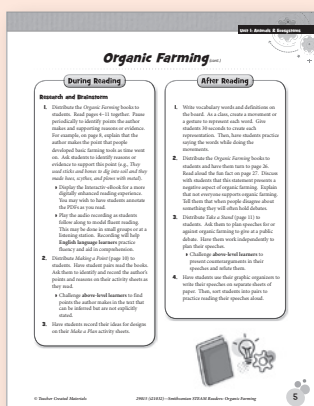 Unit 1: Animals & Ecosystems
Organic Farming (cont.)
During Reading
Research and Brainstorm
1. Distribute the Organic Farming books to
students. Read pages 4–11 together. Pause
periodically to identify points the author
makes and supporting reasons or evidence.
For example, on page 8, explain that the
author makes the point that people
developed basic farming tools as time went
on. Ask students to identify reasons or
evidence to support this point (e.g., They
used sticks and bones to dig into soil and they
made hoes, scythes, and plows with metal).
Display the Interactiv-eBook for a more
digitally enhanced reading experience.
You may wish to have students annotate
the PDFs as you read.
Play the audio recording as students
follow along to model fluent reading.
This may be done in small groups or at a
listening station. Recording will help
English language learners practice
fluency and aid in comprehension.
2. Distribute Making a Point (page 10) to
students. Have student pairs read the books.
Ask them to identify and record the author's
points and reasons on their activity sheets as
they read.
Challenge above-level learners to find
points the author makes in the text that
can be inferred but are not explicitly
stated.
3. Have students record their ideas for designs
on their Make a Plan activity sheets.
After Reading
1. Write vocabulary words and definitions on
the board. As a class, create a movement or
a gesture to represent each word. Give
students 30 seconds to create each
representation. Then, have students practice
saying the words while doing the
movements.
2. Distribute the Organic Farming books to
students and have them turn to page 26.
Read aloud the fun fact on page 27. Discuss
with students that this statement presents a
negative aspect of organic farming. Explain
that not everyone supports organic farming.
Tell them that when people disagree about
something they will often hold debates.
3. Distribute Take a Stand (page 11) to
students. Ask them to plan speeches for or
against organic farming to give at a public
debate. Have them work independently to
plan their speeches.
Challenge above-level learners to
present counterarguments in their
speeches and refute them.
4. Have students use their graphic organizers to
write their speeches on separate sheets of
paper. Then, sort students into pairs to
practice reading their speeches aloud.
© Teacher Created Materials
29815 (i21032)—Smithsonian STEAM Readers: Organic Farming
5